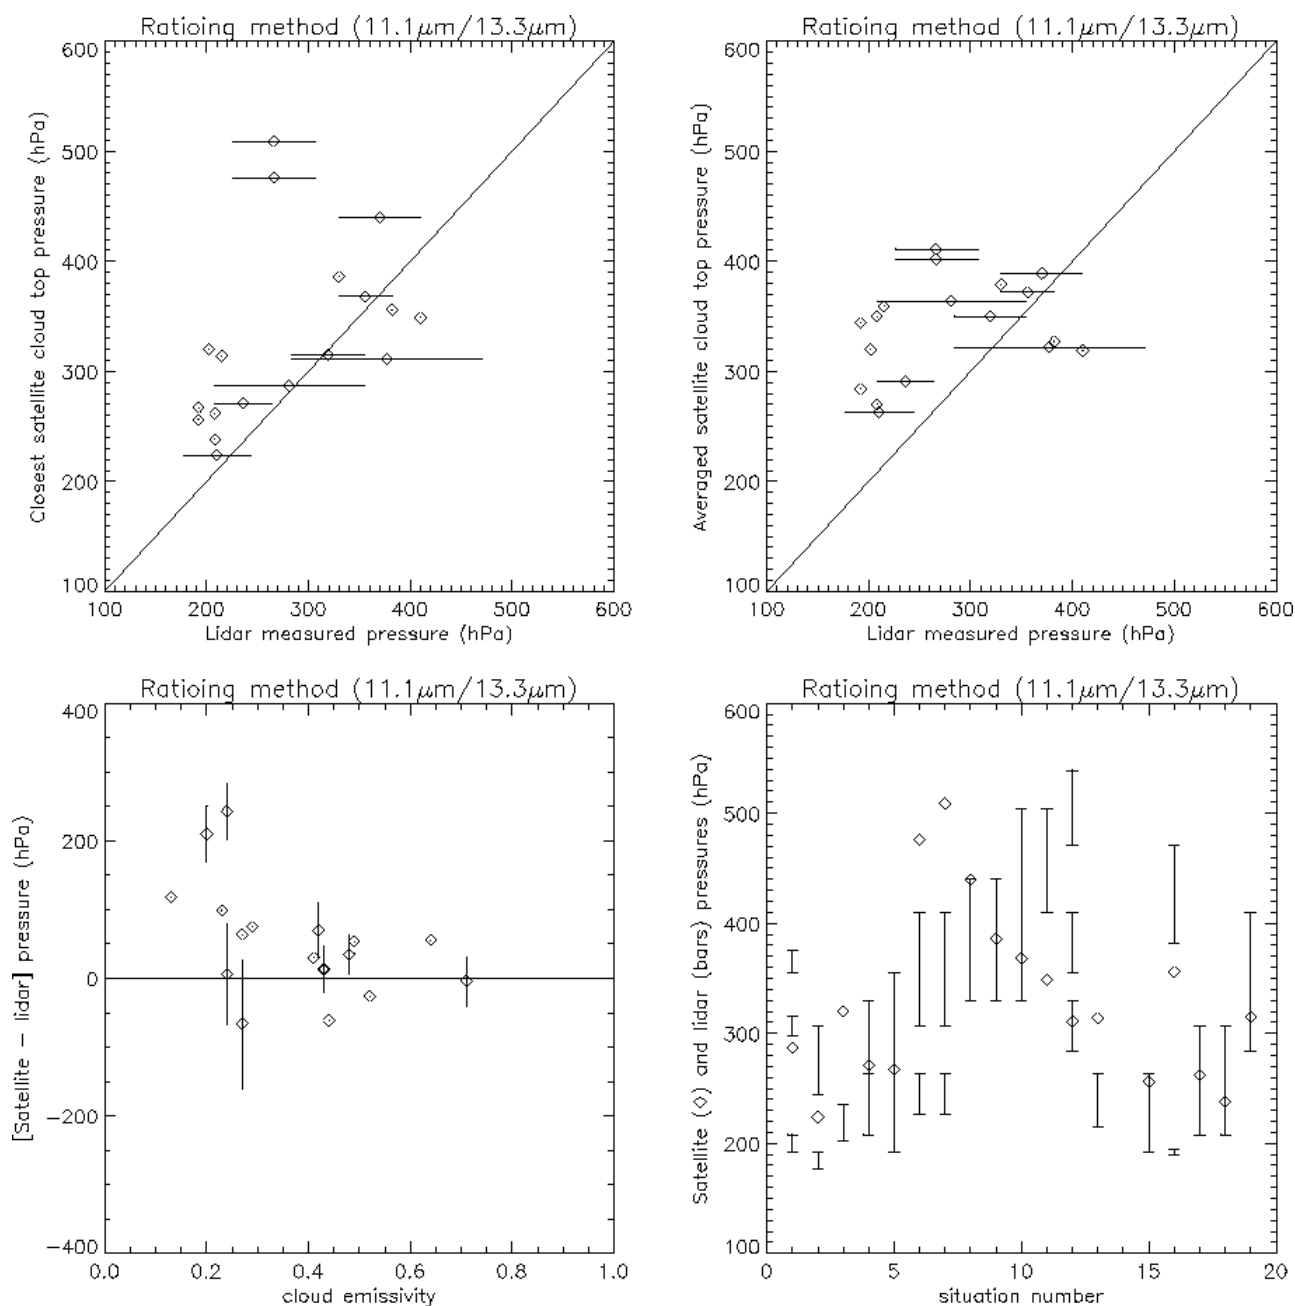 Ratioing method (11.1μm/13.3μm)
600
500
400
300
200
100
Closest satellite cloud top pressure (hPa)
100 200 300 400 500 600
Lidar measured pressure (hPa)
Ratioing method (11.1μm/13.3μm)
600
500
400
300
200
100
Averaged satellite cloud top pressure (hPa)
100 200 300 400 500 600
Lidar measured pressure (hPa)
Ratioing method (11.1μm/13.3μm)
400
200
0
−200
−400
[Satellite − lidar] pressure (hPa)
0.0 0.2 0.4 0.6 0.8 1.0
cloud emissivity
Ratioing method (11.1μm/13.3μm)
600
500
400
300
200
100
Satellite (◇) and lidar (bars) pressures (hPa)
0 5 10 15 20
situation number